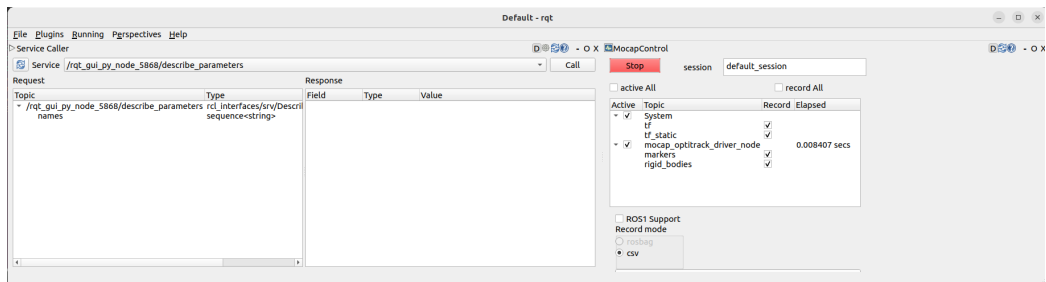 Default - rqt
File Plugins Running Perspectives Help
Service Caller
D - O X
MocapControl
D - O X
Service /rqt_gui_py_node_5868/describe_parameters Call
Request
Response
Topic Type
/rqt_gui_py_node_5868/describe_parameters rcl_interfaces/srv/Descril
names sequence<string>
Field Type Value
Stop session default_session
active All record All
Active Topic Record Elapsed
System
tf
tf_static
mocap_optitrack_driver_node 0.008407 secs
markers
rigid_bodies
ROS1 Support
Record mode
rosbag
csv